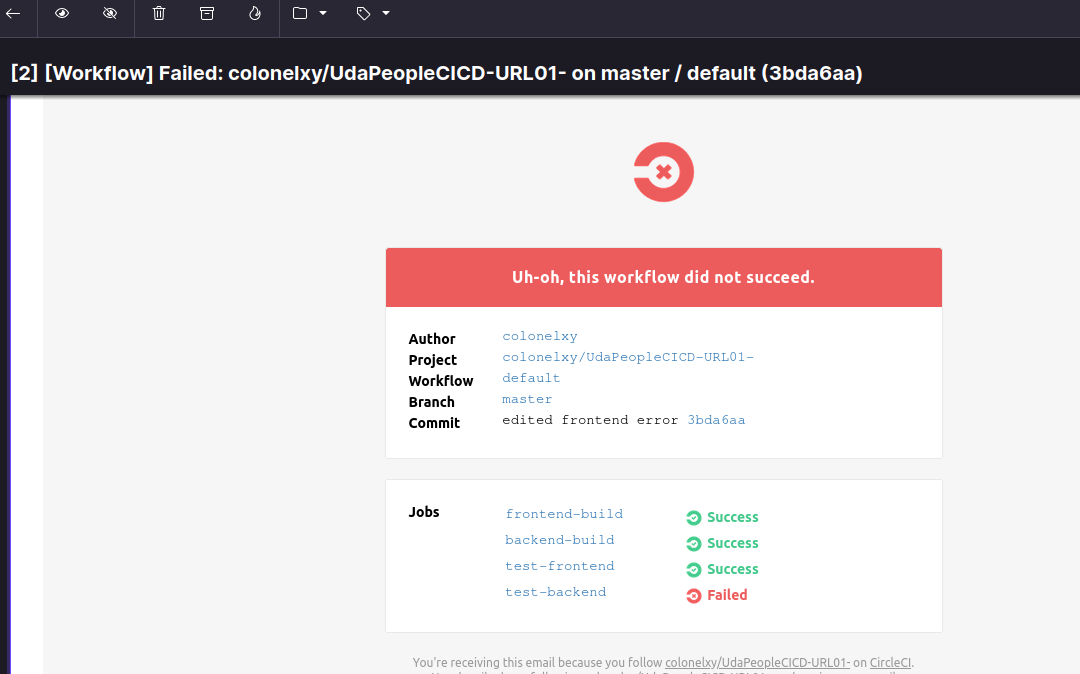 [2] [Workflow] Failed: colonelxy/UdaPeopleCICD-URL01- on master / default (3bda6aa)
Uh-oh, this workflow did not succeed.
Author colonelxy
Project colonelxy/UdaPeopleCICD-URL01-
Workflow default
Branch master
Commit edited frontend error 3bda6aa
Jobs frontend-build Success
backend-build Success
test-frontend Success
test-backend Failed
You're receiving this email because you follow colonelxy/UdaPeopleCICD-URL01- on CircleCI.